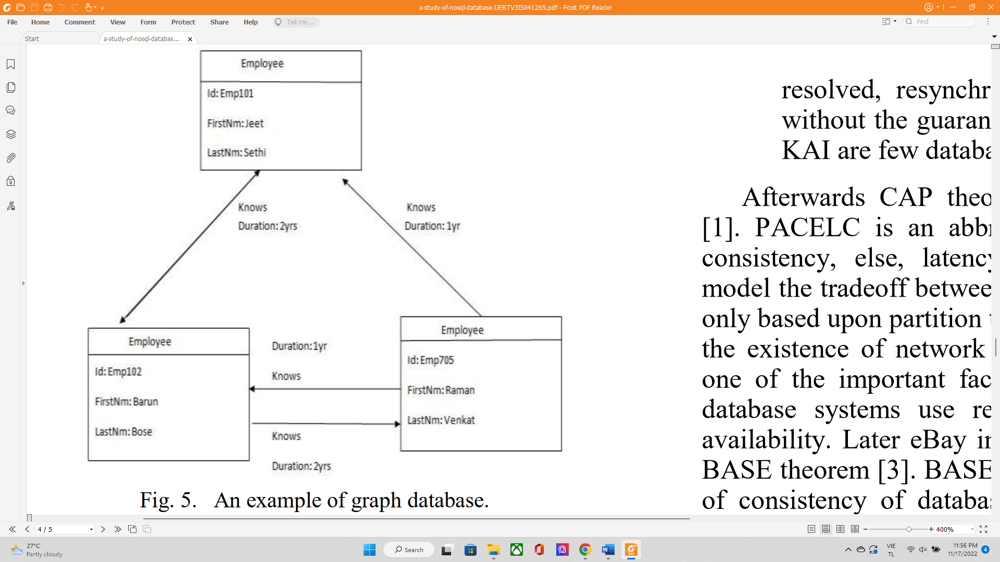 a-study-of-nosql-database-IJERTV3IS041265.pdf - Foxit PDF Reader
File Home Comment View Form Protect Share Help Tell me... Find
Start a-study-of-nosql-databas...
Employee
Id: Emp101
FirstNm: Jeet
LastNm: Sethi
Knows
Duration: 2yrs
Knows
Duration: 1yr
Employee
Id: Emp102
FirstNm: Barun
LastNm: Bose
Duration: 1yr
Knows
Knows
Duration: 2yrs
Employee
Id: Emp705
FirstNm: Raman
LastNm: Venkat
Fig. 5. An example of graph database.
resolved, resynchr
without the guaran
KAI are few databa
Afterwards CAP theo
[1]. PACELC is an abb
consistency, else, latency
model the tradeoff betwee
only based upon partition
the existence of network
one of the important fac
database systems use re
availability. Later eBay in
BASE theorem [3]. BASE
of consistency of databas
4 / 5
400%
27°C
Partly cloudy
Search
VIE
TL
11:56 PM
11/17/2022
4